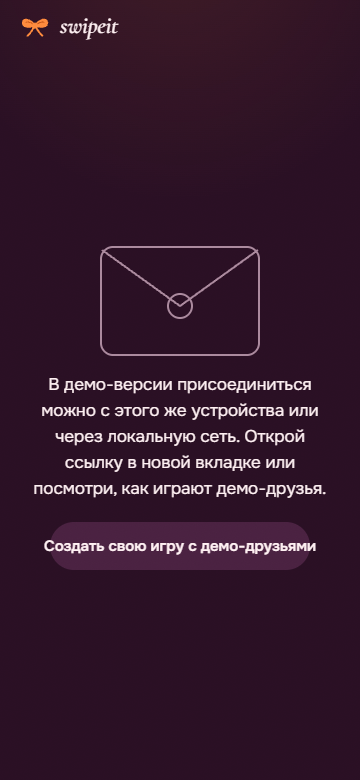 swipeit
В демо-версии присоединиться
можно с этого же устройства или
через локальную сеть. Открой
ссылку в новой вкладке или
посмотри, как играют демо-друзья.
Создать свою игру с демо-друзьями